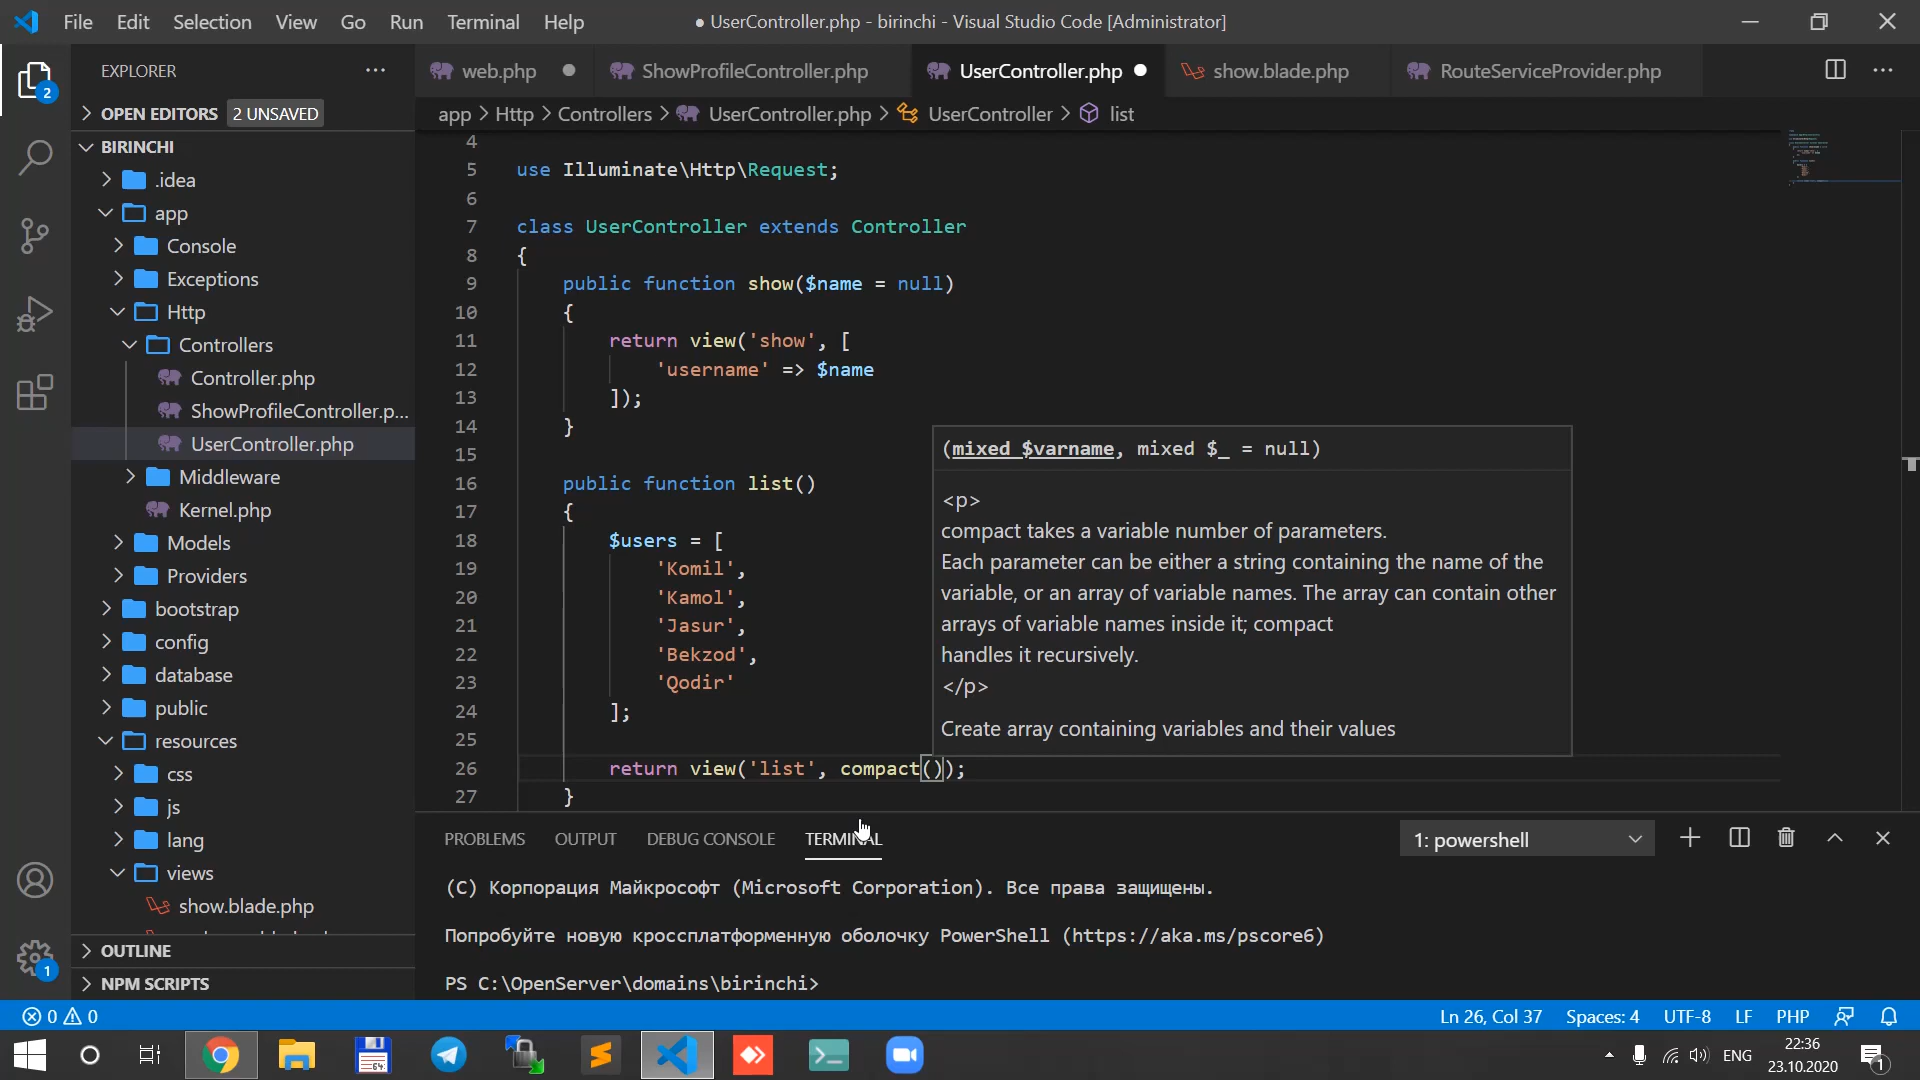 File Edit Selection View Go Run Terminal Help
● UserController.php - birinchi - Visual Studio Code [Administrator]
EXPLORER
OPEN EDITORS 2 UNSAVED
BIRINCHI
.idea
app
Console
Exceptions
Http
Controllers
Controller.php
ShowProfileController.p...
UserController.php
Middleware
Kernel.php
Models
Providers
bootstrap
config
database
public
resources
css
js
lang
views
show.blade.php
OUTLINE
NPM SCRIPTS
2
1
web.php ShowProfileController.php UserController.php show.blade.php RouteServiceProvider.php
app > Http > Controllers > UserController.php > UserController > list
4
5 use Illuminate\Http\Request;
6
7 class UserController extends Controller
8 {
9 public function show($name = null)
10 {
11 return view('show', [
12 'username' => $name
13 ]);
14 }
15
16 public function list()
17 {
18 $users = [
19 'Komil',
20 'Kamol',
21 'Jasur',
22 'Bekzod',
23 'Qodir'
24 ];
25
26 return view('list', compact());
27 }
(mixed $varname, mixed $_ = null)
<p>
compact takes a variable number of parameters.
Each parameter can be either a string containing the name of the
variable, or an array of variable names. The array can contain other
arrays of variable names inside it; compact
handles it recursively.
</p>
Create array containing variables and their values
PROBLEMS OUTPUT DEBUG CONSOLE TERMINAL 1: powershell
(C) Корпорация Майкрософт (Microsoft Corporation). Все права защищены.
Попробуйте новую кроссплатформенную оболочку PowerShell (https://aka.ms/pscore6)
PS C:\OpenServer\domains\birinchi>
0 0 Ln 26, Col 37 Spaces: 4 UTF-8 LF PHP
64
ENG
22:36
23.10.2020
1